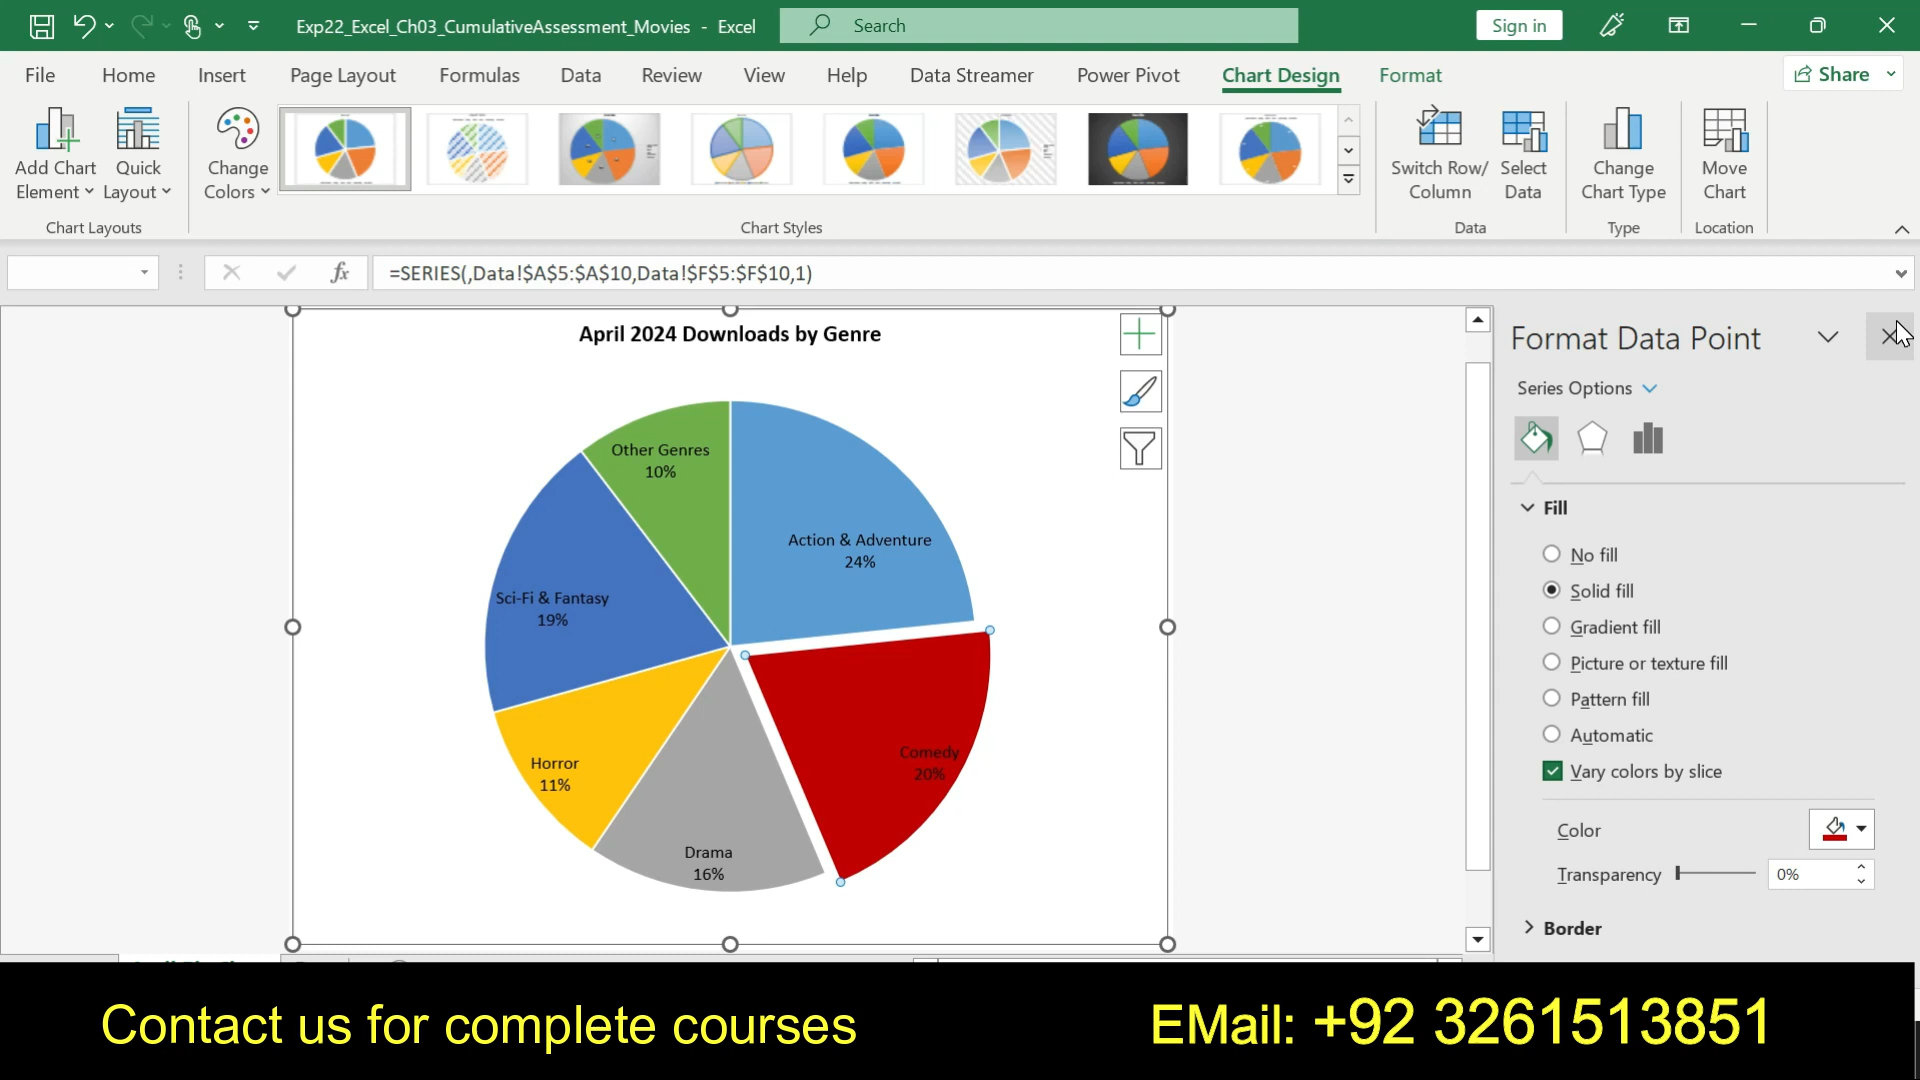 Exp22_Excel_Ch03_CumulativeAssessment_Movies - Excel
Search
Sign in
File Home Insert Page Layout Formulas Data Review View Help Data Streamer Power Pivot Chart Design Format
Share
Add Chart Element
Quick Layout
Chart Layouts
Change Colors
Chart Styles
Switch Row/ Column
Select Data
Data
Change Chart Type
Type
Move Chart
Location
fx
=SERIES(,Data!$A$5:$A$10,Data!$F$5:$F$10,1)
April 2024 Downloads by Genre
Other Genres
10%
Action & Adventure
24%
Sci-Fi & Fantasy
19%
Comedy
20%
Horror
11%
Drama
16%
Format Data Point
Series Options
Fill
No fill
Solid fill
Gradient fill
Picture or texture fill
Pattern fill
Automatic
Vary colors by slice
Color
Transparency 0%
Border
Contact us for complete courses
EMail: +92 3261513851